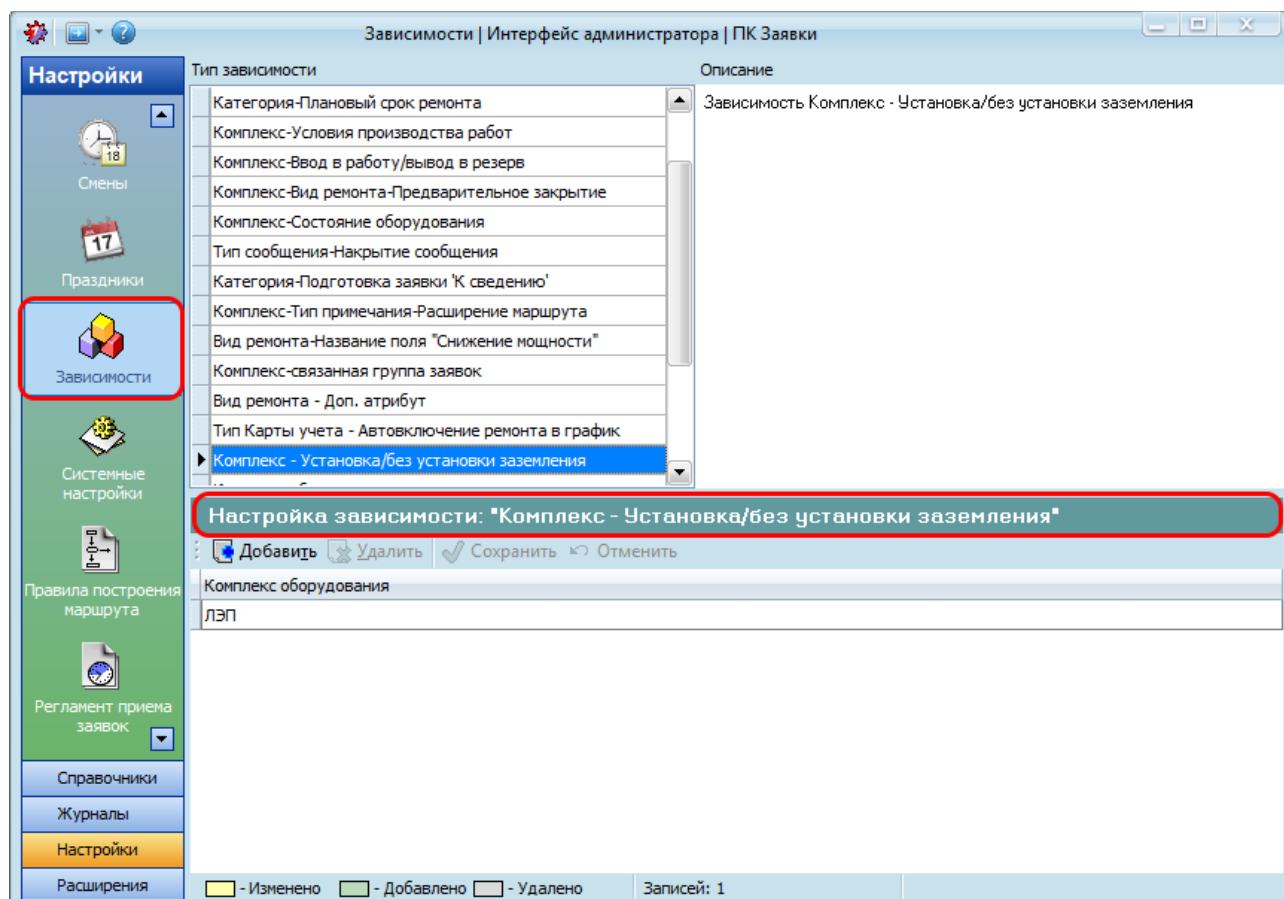 Зависимости | Интерфейс администратора | ПК Заявки
Настройки
18
Смены
17
Праздники
Зависимости
Системные
настройки
Правила построения
маршрута
Регламент приема
заявок
Справочники
Журналы
Настройки
Расширения
Тип зависимости
Категория-Плановый срок ремонта
Комплекс-Условия производства работ
Комплекс-Ввод в работу/вывод в резерв
Комплекс-Вид ремонта-Предварительное закрытие
Комплекс-Состояние оборудования
Тип сообщения-Накрытие сообщения
Категория-Подготовка заявки 'К сведению'
Комплекс-Тип примечания-Расширение маршрута
Вид ремонта-Название поля "Снижение мощности"
Комплекс-связанная группа заявок
Вид ремонта - Доп. атрибут
Тип Карты учета - Автовключение ремонта в график
Комплекс - Установка/без установки заземления
Описание
Зависимость Комплекс - Установка/без установки заземления
Настройка зависимости: "Комплекс - Установка/без установки заземления"
Добавить Удалить Сохранить Отменить
Комплекс оборудования
ЛЭП
- Изменено - Добавлено - Удалено Записей: 1